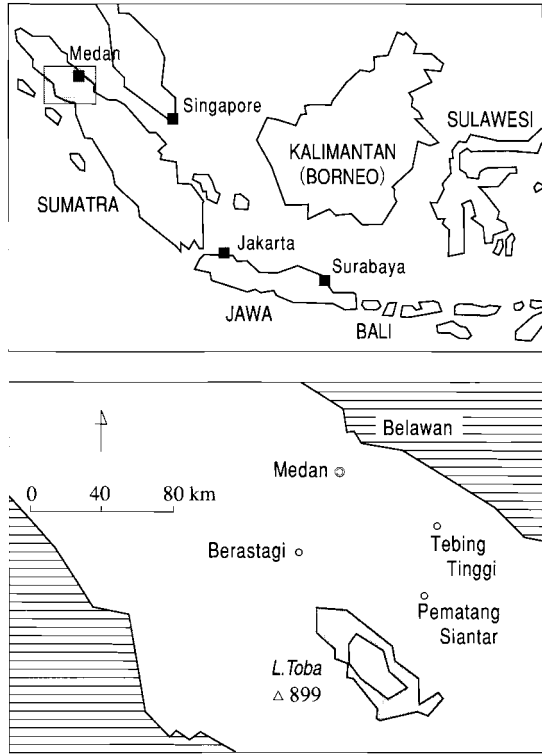 Medan
Singapore
SULAWESI
KALIMANTAN
(BORNEO)
SUMATRA
Jakarta
Surabaya
JAWA
BALI
Belawan
Medan
0 40 80 km
Berastagi
Tebing
Tinggi
Pematang
Siantar
L.Toba
△ 899